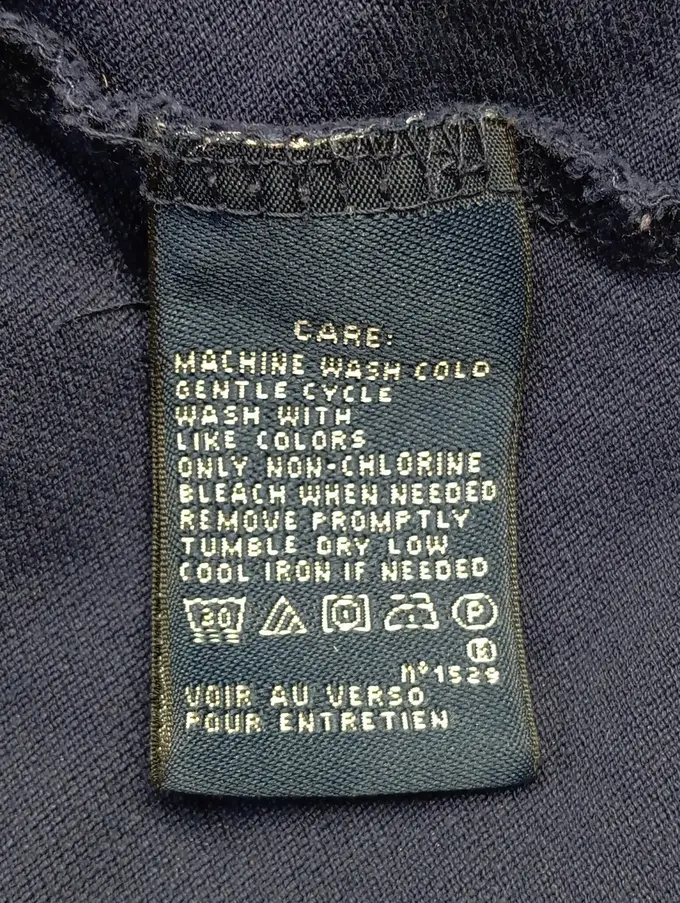 CARE:
MACHINE WASH COLD
GENTLE CYCLE
WASH WITH
LIKE COLORS
ONLY NON-CHLORINE
BLEACH WHEN NEEDED
REMOVE PROMPTLY
TUMBLE DRY LOW
COOL IRON IF NEEDED
30 P
nº1529
VOIR AU VERSO
POUR ENTRETIEN